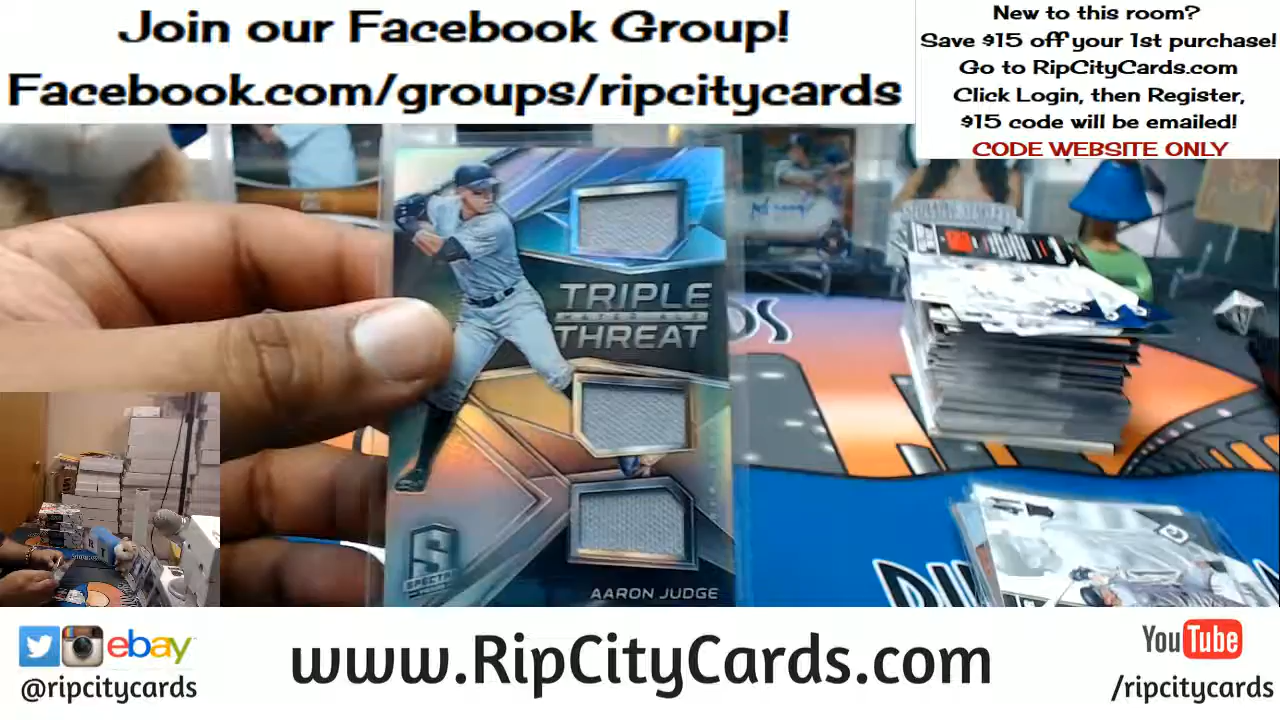 Join our Facebook Group!
Facebook.com/groups/ripcitycards
New to this room?
Save $15 off your 1st purchase!
Go to RipCityCards.com
Click Login, then Register,
$15 code will be emailed!
CODE WEBSITE ONLY
TRIPLE
THREAT
SPECTRA
AARON JUDGE
ebay
@ripcitycards
www.RipCityCards.com
YouTube
/ripcitycards